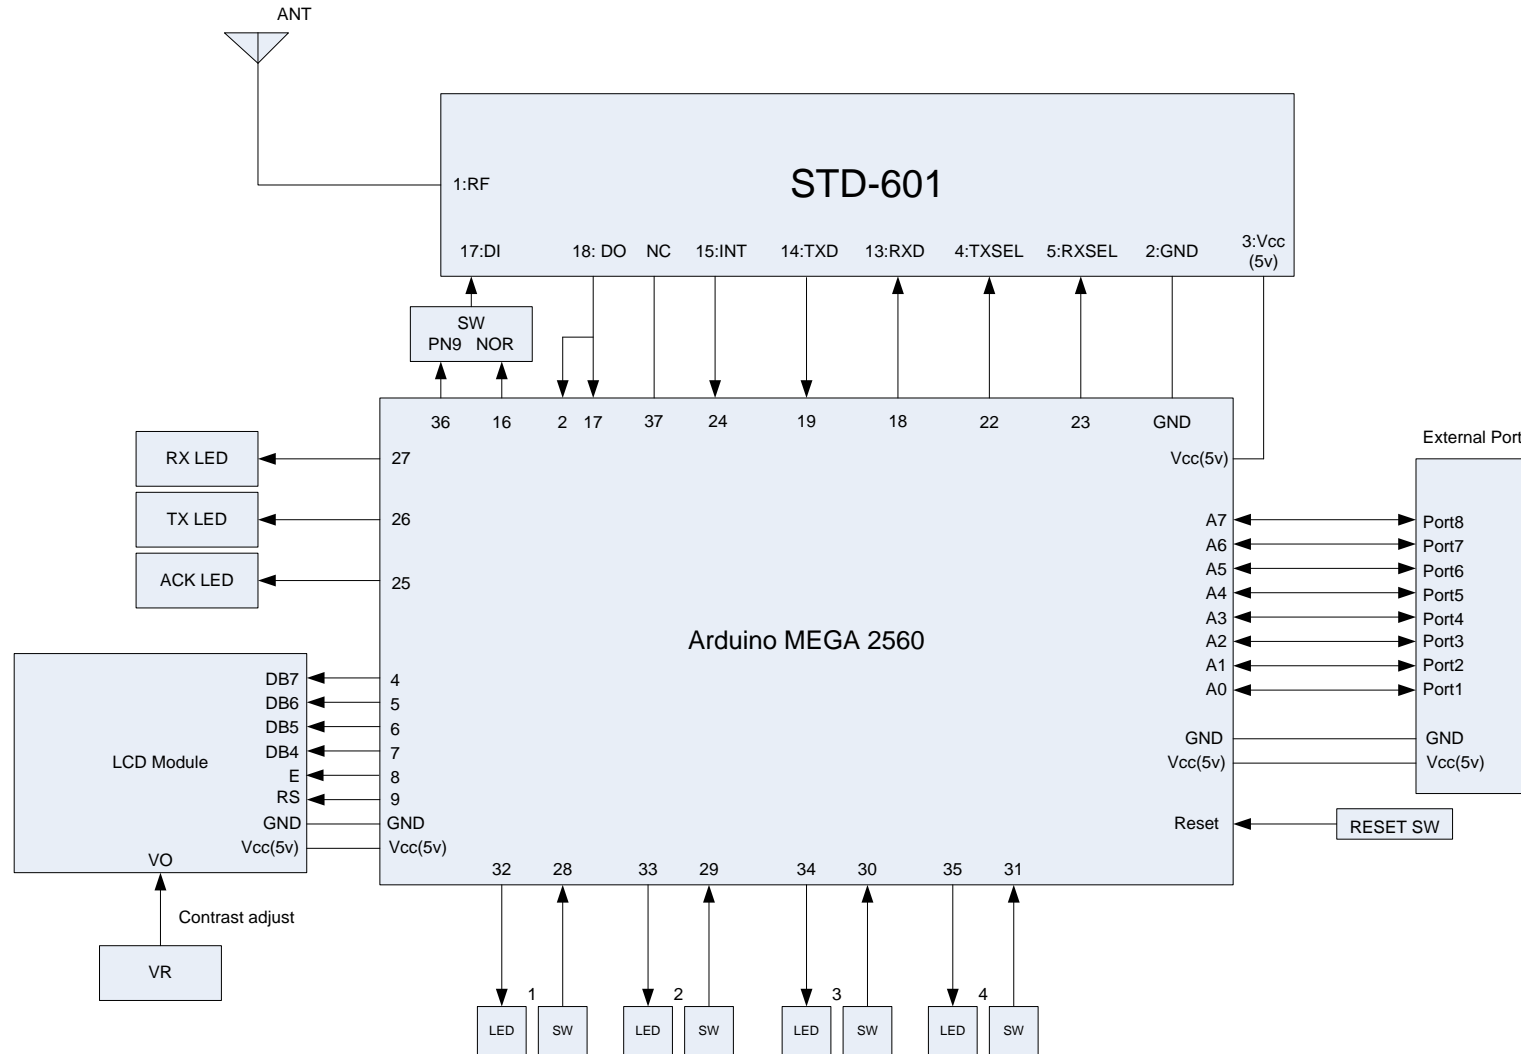 ANT
STD-601
1:RF
17:DI 18: DO NC 15:INT 14:TXD 13:RXD 4:TXSEL 5:RXSEL 2:GND 3:Vcc
(5v)
SW
PN9 NOR
36 16 2 17 37 24 19 18 22 23 GND
Vcc(5v)
External Port
RX LED 27
TX LED 26
ACK LED 25
A7 Port8
A6 Port7
A5 Port6
A4 Port5
A3 Port4
A2 Port3
A1 Port2
A0 Port1
GND GND
Vcc(5v) Vcc(5v)
Reset RESET SW
Arduino MEGA 2560
LCD Module
DB7 4
DB6 5
DB5 6
DB4 7
E 8
RS 9
GND GND
Vcc(5v) Vcc(5v)
VO
Contrast adjust
VR
32 28 33 29 34 30 35 31
1 2 3 4
LED SW LED SW LED SW LED SW